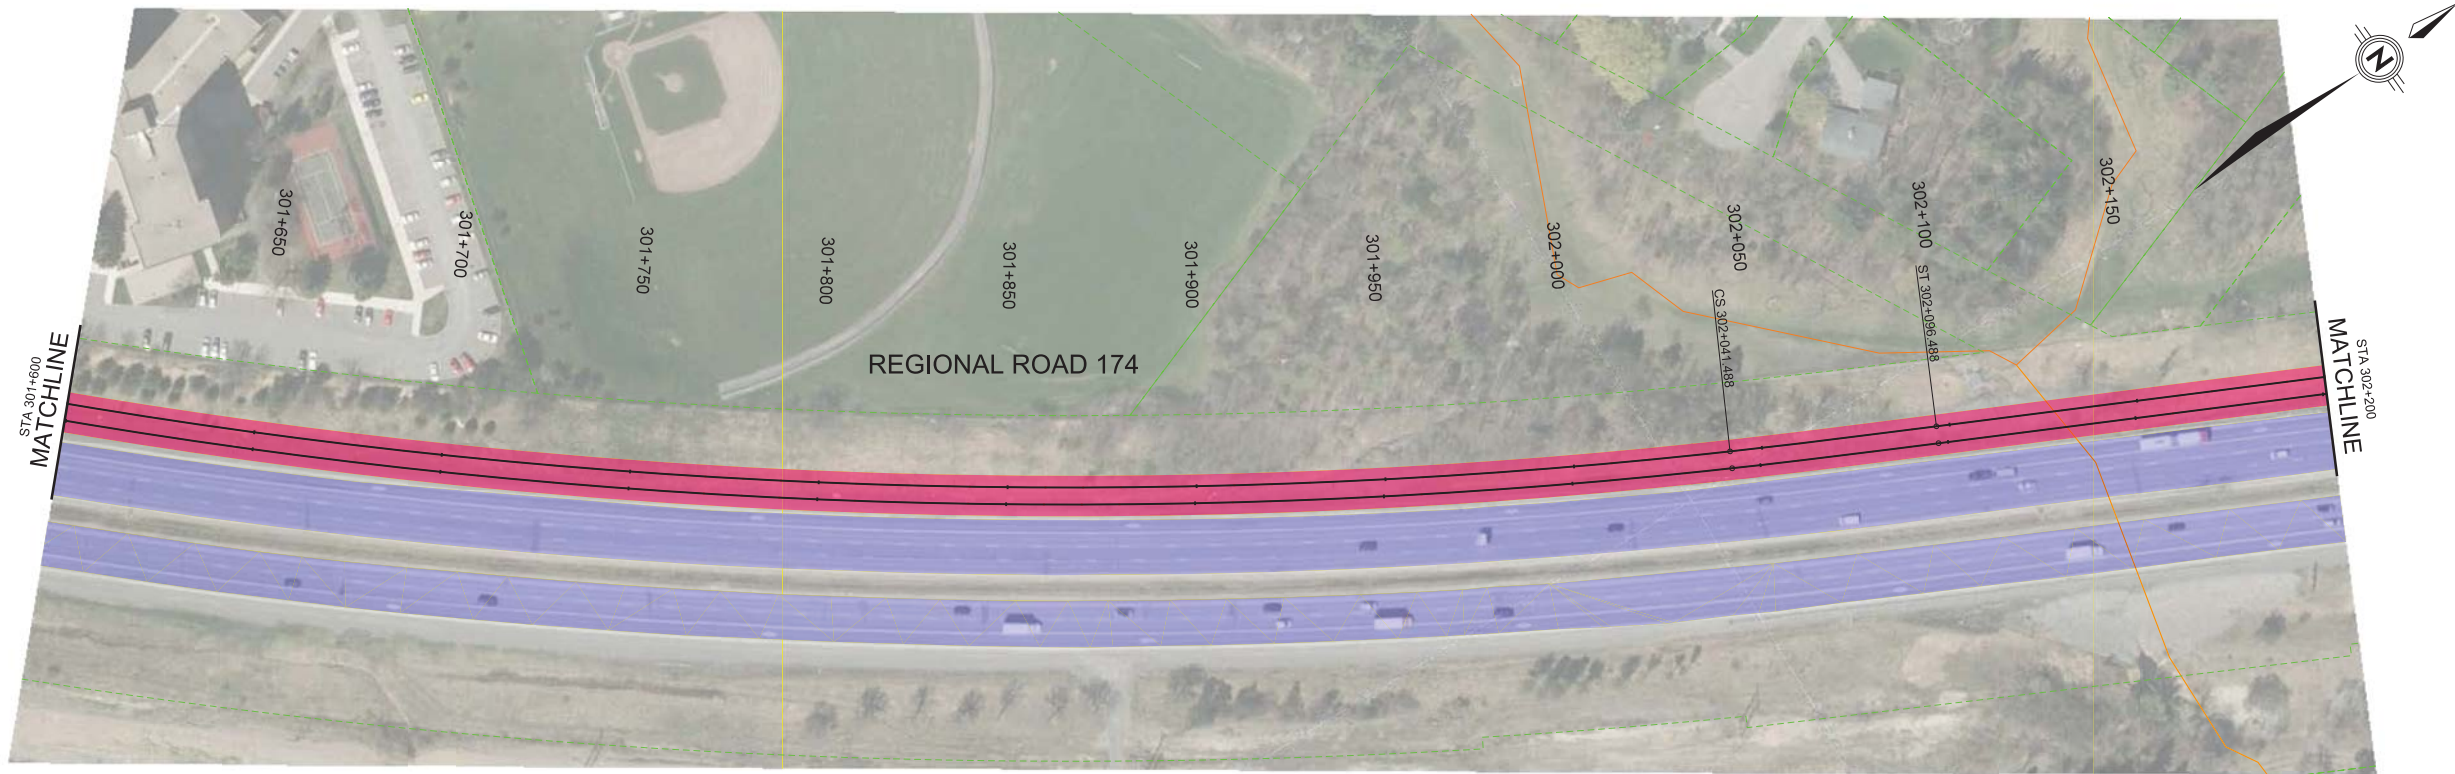 N
301+650
301+700
301+750
301+800
301+850
301+900
301+950
302+000
302+050
302+100
302+150
CS 302+041.488
ST 302+096.488
REGIONAL ROAD 174
STA 301+600
MATCHLINE
MATCHLINE
STA 302+200